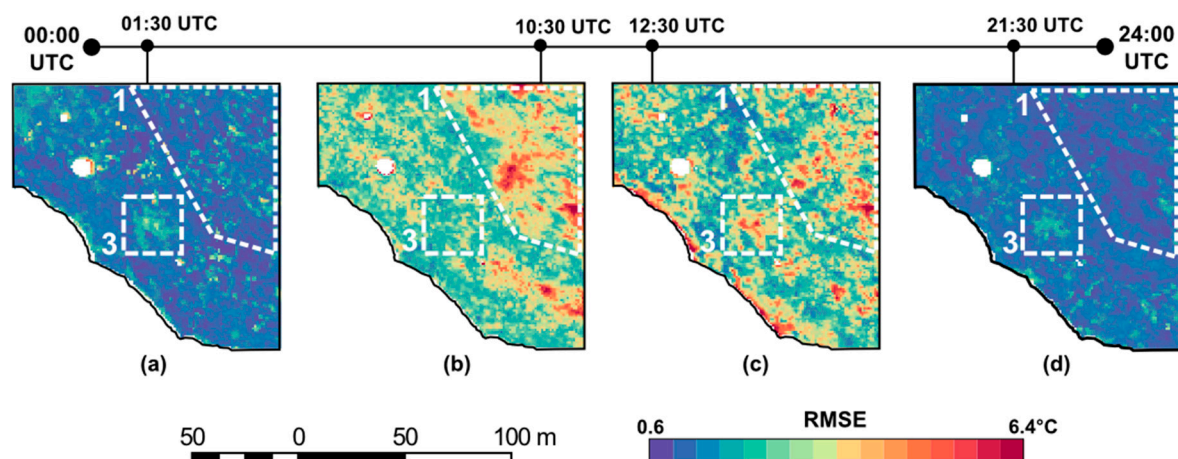 00:00 UTC
01:30 UTC
10:30 UTC
12:30 UTC
21:30 UTC
24:00 UTC
1
3
1
3
1
3
1
3
(a)
(b)
(c)
(d)
50 0 50 100 m
RMSE
0.6 6.4°C